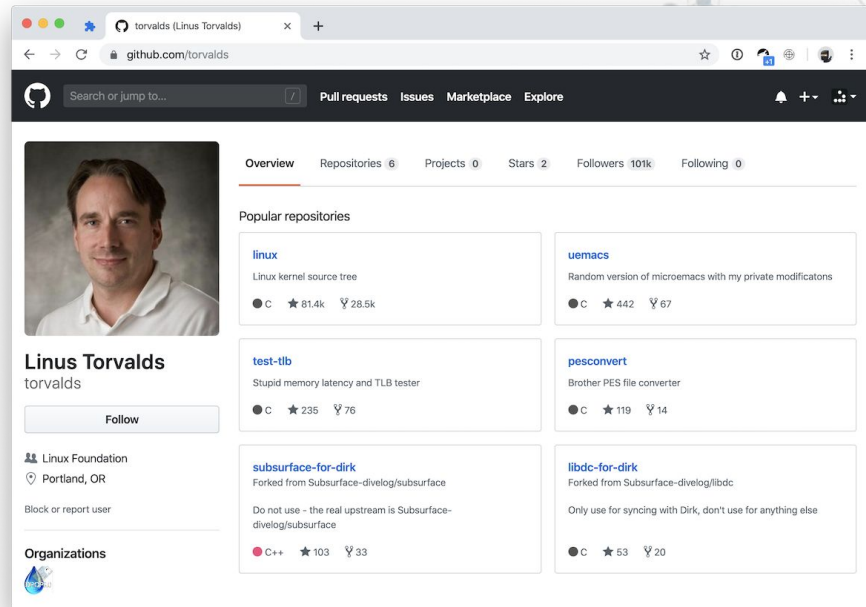 torvalds (Linus Torvalds)
github.com/torvalds
+1
Search or jump to...
/
Pull requests Issues Marketplace Explore
Overview Repositories 6 Projects 0 Stars 2 Followers 101k Following 0
Popular repositories
linux
Linux kernel source tree
C 81.4k 28.5k
uemacs
Random version of microemacs with my private modificatons
C 442 67
test-tlb
Stupid memory latency and TLB tester
C 235 76
pesconvert
Brother PES file converter
C 119 14
subsurface-for-dirk
Forked from Subsurface-divelog/subsurface
Do not use - the real upstream is Subsurface-
divelog/subsurface
C++ 103 33
libdc-for-dirk
Forked from Subsurface-divelog/libdc
Only use for syncing with Dirk, don't use for anything else
C 53 20
Linus Torvalds
torvalds
Follow
Linux Foundation
Portland, OR
Block or report user
Organizations